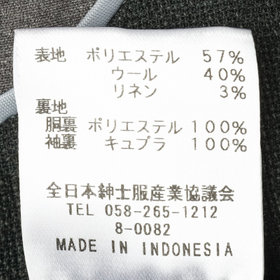 表地 ポリエステル 57%
ウール 40%
リネン 3%
裏地
胴裏 ポリエステル 100%
袖裏 キュプラ 100%
全日本紳士服産業協議会
TEL 058-265-1212
8-0082
MADE IN INDONESIA